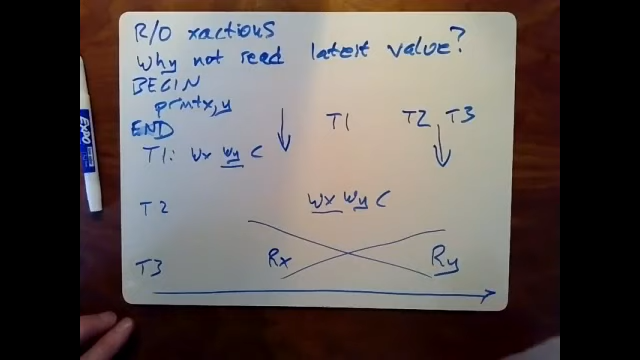 R/O xactions
Why not read latest value?
BEGIN
print x, y
END
T1 T2 T3
T1: Wx Wy C
T2 Wx Wy C
T3 Rx Ry
EXPO